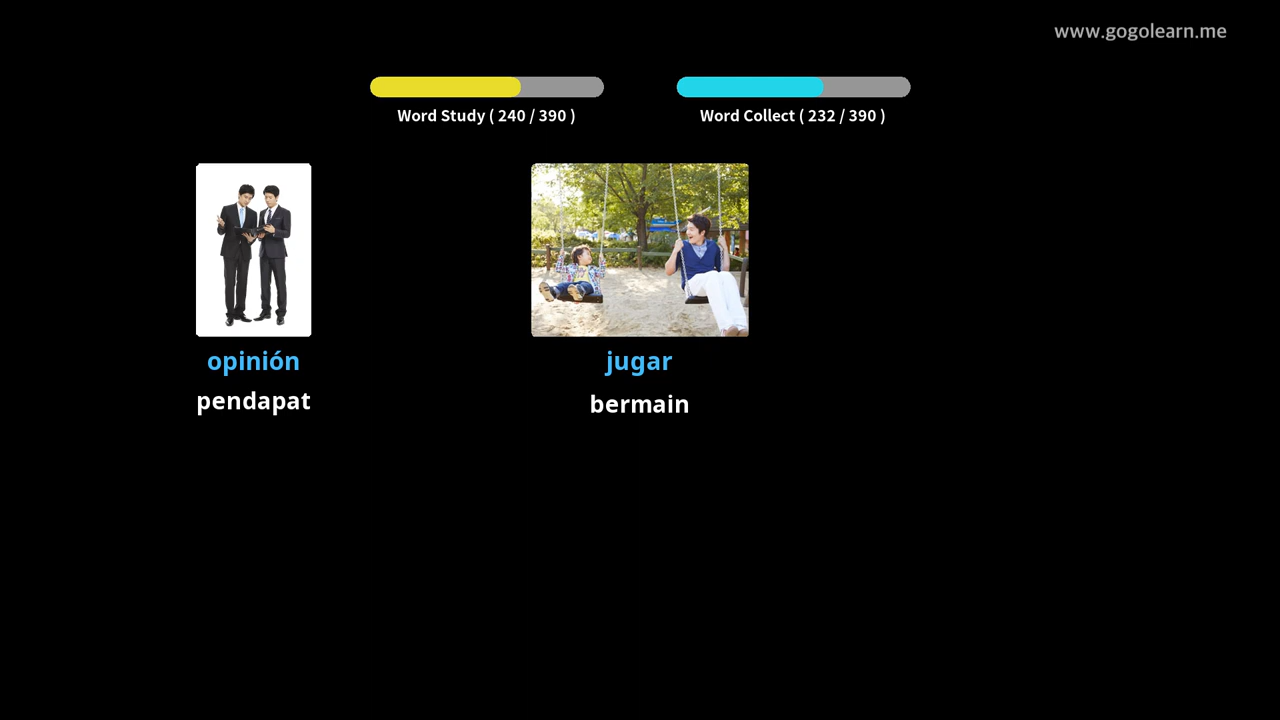 www.gogolearn.me
Word Study ( 240 / 390 )
Word Collect ( 232 / 390 )
opinión
pendapat
jugar
bermain